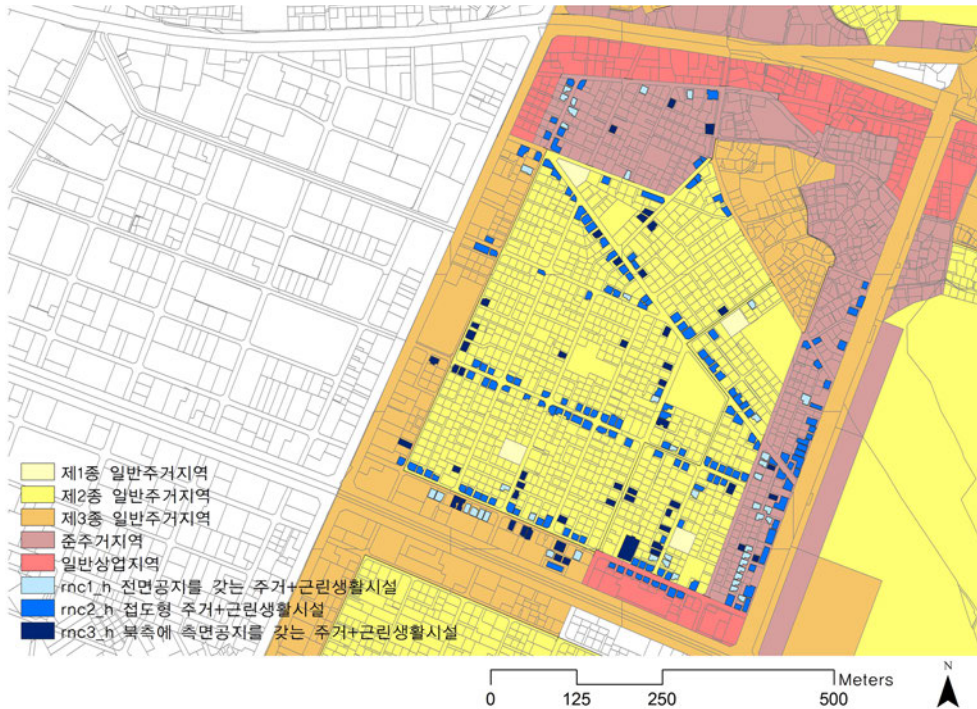 제1종 일반주거지역
제2종 일반주거지역
제3종 일반주거지역
준주거지역
일반상업지역
rnc1_h 전면공지를 갖는 주거+근린생활시설
rnc2_h 접도형 주거+근린생활시설
rnc3_h 북측에 측면공지를 갖는 주거+근린생활시설
Meters
0 125 250 500
N